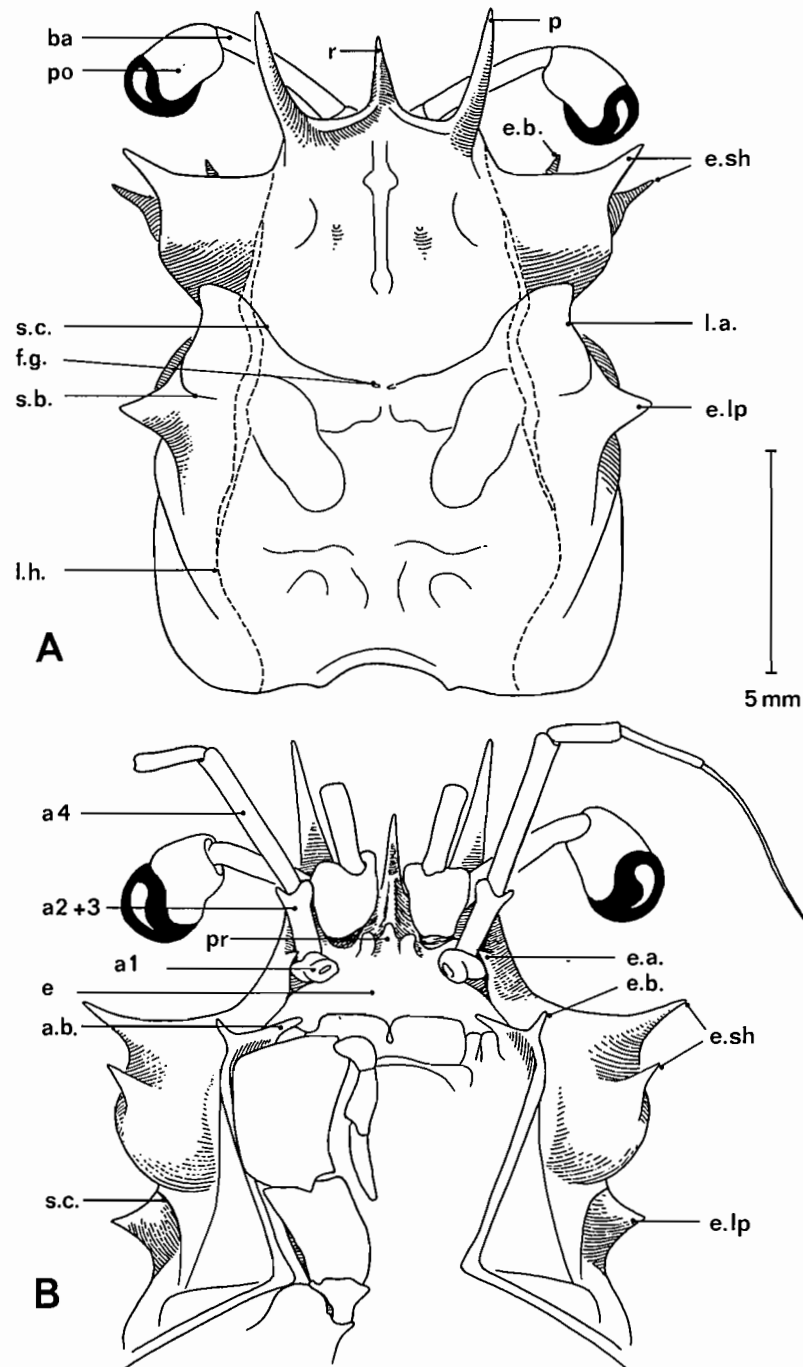 ba
po
r
p
e.b.
e.sh
s.c.
f.g.
s.b.
l.a.
e.lp
l.h.
A
5 mm
a4
a2 +3
pr
a1
e
a.b.
e.a.
e.b.
e.sh
s.c.
e.lp
B